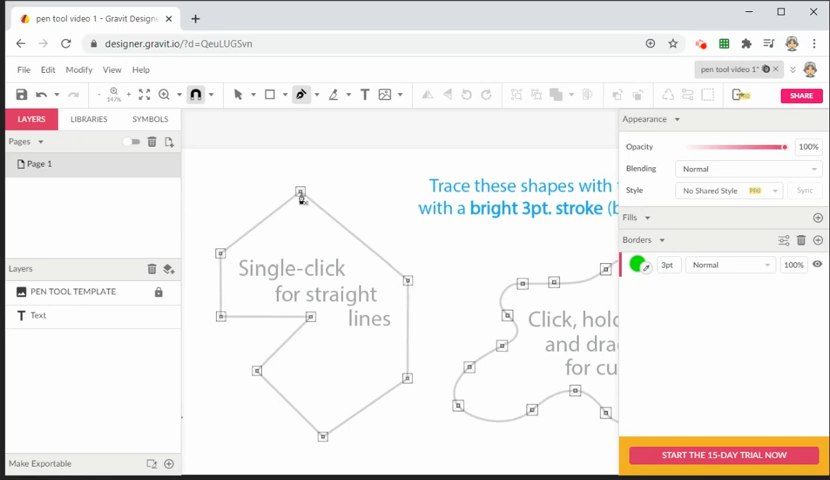 pen tool video 1 - Gravit Designe
designer.gravit.io/?d=QeuLUGSvn
File Edit Modify View Help
pen tool video 1*
147%
PRO
SHARE
LAYERS LIBRARIES SYMBOLS
Pages
Page 1
Layers
PEN TOOL TEMPLATE
Text
Make Exportable
Trace these shapes with
with a bright 3pt. stroke (b
Single-click
for straight
lines
Click, hol
and dra
for cu
Appearance
Opacity 100%
Blending Normal
Style No Shared Style PRO Sync
Fills
Borders
3pt Normal 100%
START THE 15-DAY TRIAL NOW